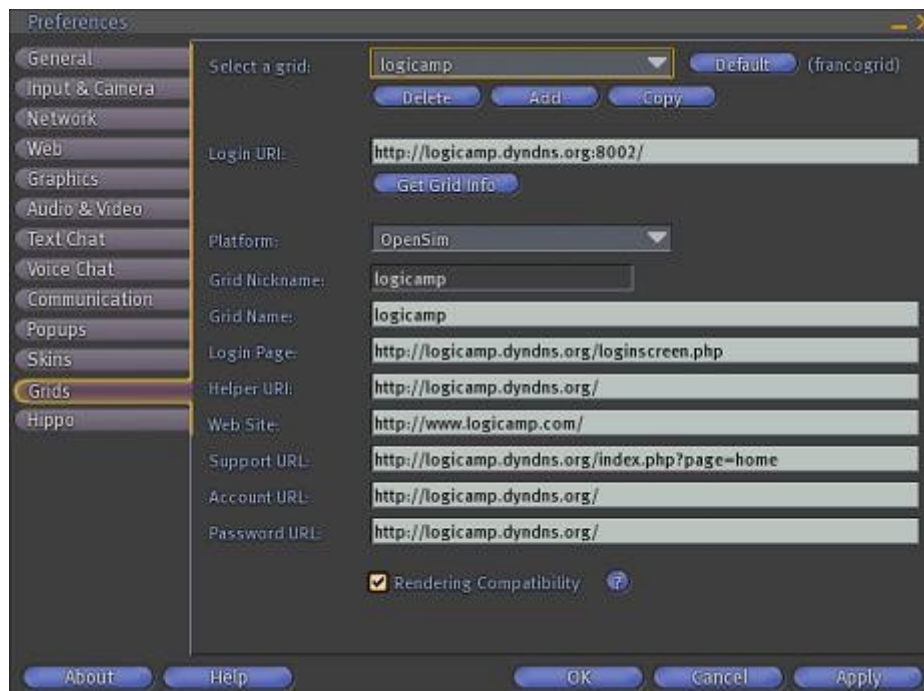 Preferences
General
Input & Camera
Network
Web
Graphics
Audio & Video
Text Chat
Voice Chat
Communication
Popups
Skins
Grids
Hippo
Select a grid: logicamp Default (francogrid)
Delete Add Copy
Login URI: http://logicamp.dyndns.org:8002/
Get Grid Info
Platform: OpenSim
Grid Nickname: logicamp
Grid Name: logicamp
Login Page: http://logicamp.dyndns.org/loginscreen.php
Helper URI: http://logicamp.dyndns.org/
Web Site: http://www.logicamp.com/
Support URL: http://logicamp.dyndns.org/index.php?page=home
Account URL: http://logicamp.dyndns.org/
Password URL: http://logicamp.dyndns.org/
Rendering Compatibility ?
About Help OK Cancel Apply